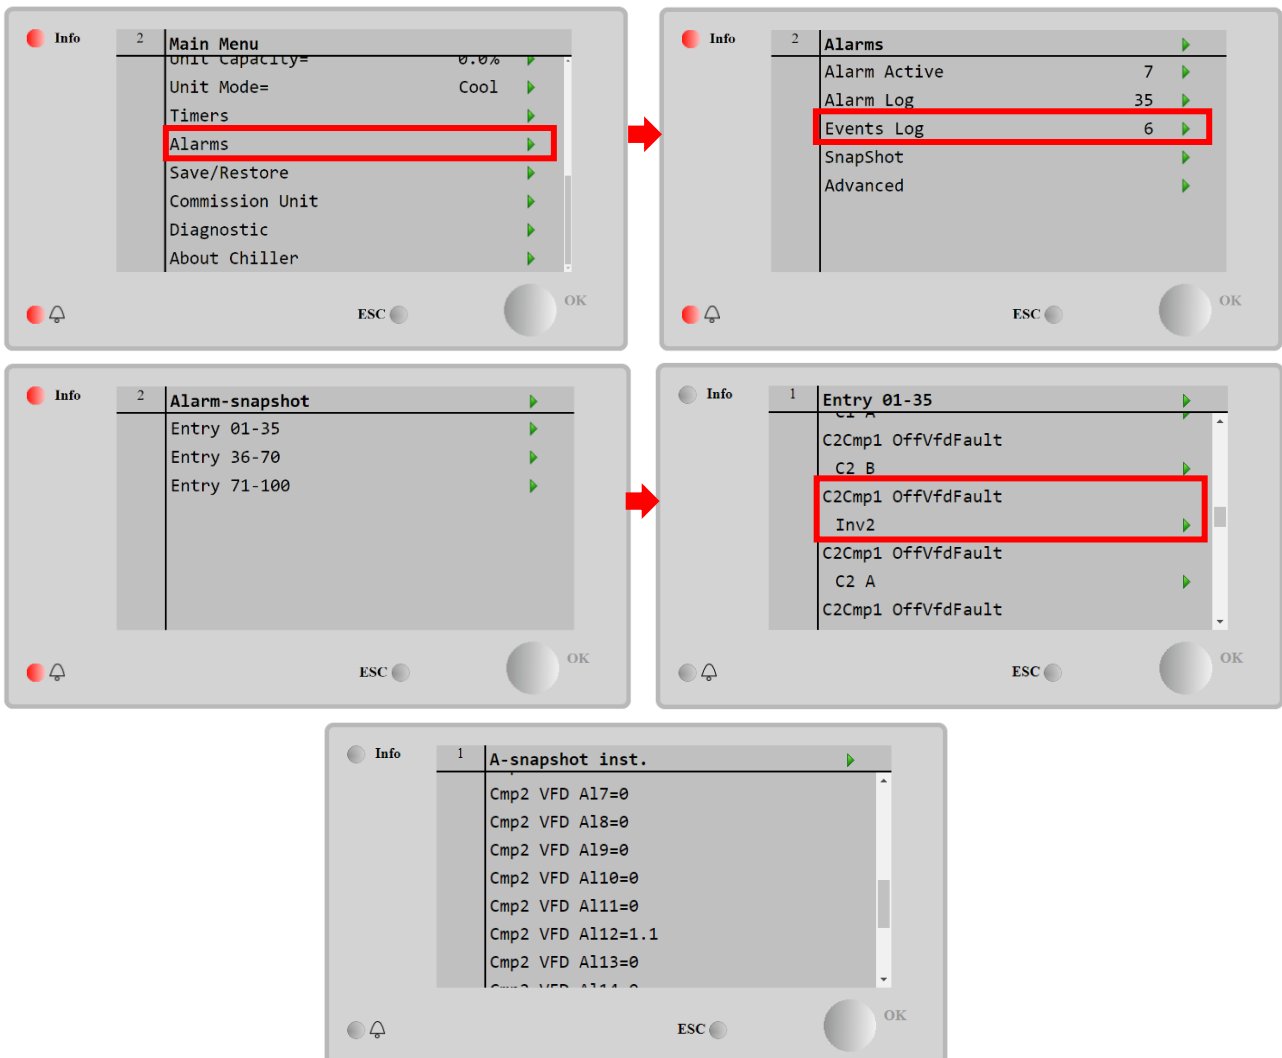 Info
2 Main Menu
Unit Capacity= 0.0%
Unit Mode= Cool
Timers
Alarms
Save/Restore
Commission Unit
Diagnostic
About Chiller
ESC
OK
Info
2 Alarms
Alarm Active 7
Alarm Log 35
Events Log 6
SnapShot
Advanced
ESC
OK
Info
2 Alarm-snapshot
Entry 01-35
Entry 36-70
Entry 71-100
ESC
OK
Info
1 Entry 01-35
C1 A
C2Cmp1 OffVfdFault
C2 B
C2Cmp1 OffVfdFault
Inv2
C2Cmp1 OffVfdFault
C2 A
C2Cmp1 OffVfdFault
ESC
OK
Info
1 A-snapshot inst.
Cmp2 VFD Al7=0
Cmp2 VFD Al8=0
Cmp2 VFD Al9=0
Cmp2 VFD Al10=0
Cmp2 VFD Al11=0
Cmp2 VFD Al12=1.1
Cmp2 VFD Al13=0
Cmp2 VFD Al14=0
ESC
OK